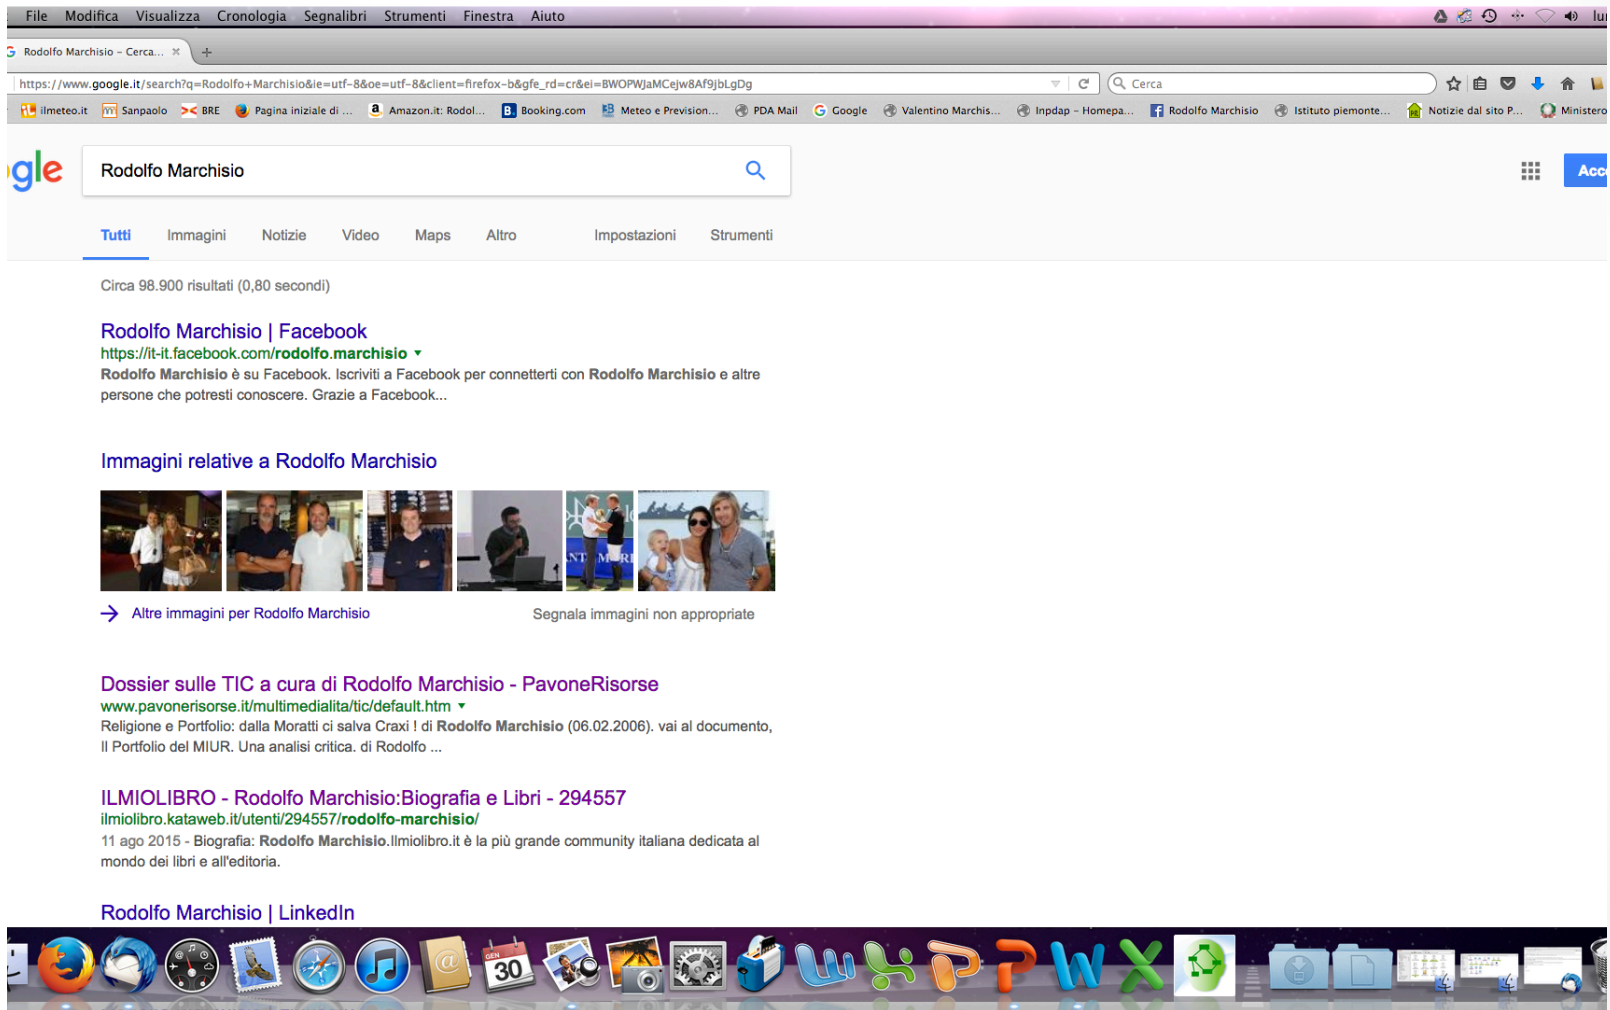 File Modifica Visualizza Cronologia Segnalibri Strumenti Finestra Aiuto
Rodolfo Marchisio – Cerca... × +
https://www.google.it/search?q=Rodolfo+Marchisio&ie=utf-8&oe=utf-8&client=firefox-b&gfe_rd=cr&ei=BWOPWJaMCejw8Af9jbLgDg
Cerca
ilmeteo.it Sanpaolo BRE Pagina iniziale di ... Amazon.it: Rodol... Booking.com Meteo e Prevision... PDA Mail Google Valentino Marchis... Inpdap – Homepa... Rodolfo Marchisio Istituto piemonte... Notizie dal sito P... Ministero
gle
Rodolfo Marchisio
Acc
Tutti Immagini Notizie Video Maps Altro Impostazioni Strumenti
Circa 98.900 risultati (0,80 secondi)
Rodolfo Marchisio | Facebook
https://it-it.facebook.com/rodolfo.marchisio
Rodolfo Marchisio è su Facebook. Iscriviti a Facebook per connetterti con Rodolfo Marchisio e altre
persone che potresti conoscere. Grazie a Facebook...
Immagini relative a Rodolfo Marchisio
Altre immagini per Rodolfo Marchisio
Segnala immagini non appropriate
Dossier sulle TIC a cura di Rodolfo Marchisio - PavoneRisorse
www.pavonerisorse.it/multimedialita/tic/default.htm
Religione e Portfolio: dalla Moratti ci salva Craxi ! di Rodolfo Marchisio (06.02.2006). vai al documento,
Il Portfolio del MIUR. Una analisi critica. di Rodolfo ...
ILMIOLIBRO - Rodolfo Marchisio:Biografia e Libri - 294557
ilmiolibro.kataweb.it/utenti/294557/rodolfo-marchisio/
11 ago 2015 - Biografia: Rodolfo Marchisio.Ilmiolibro.it è la più grande community italiana dedicata al
mondo dei libri e all'editoria.
Rodolfo Marchisio | LinkedIn
GEN
30